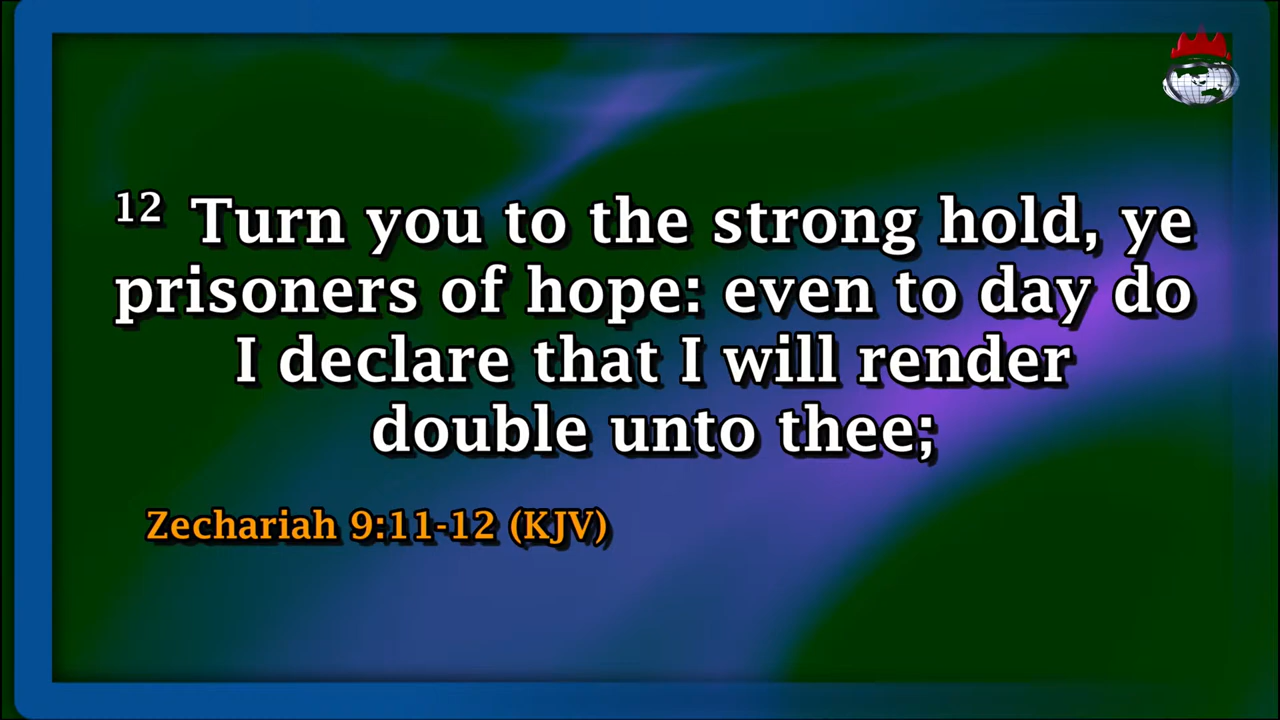 12 Turn you to the strong hold, ye
prisoners of hope: even to day do
I declare that I will render
double unto thee;
Zechariah 9:11-12 (KJV)